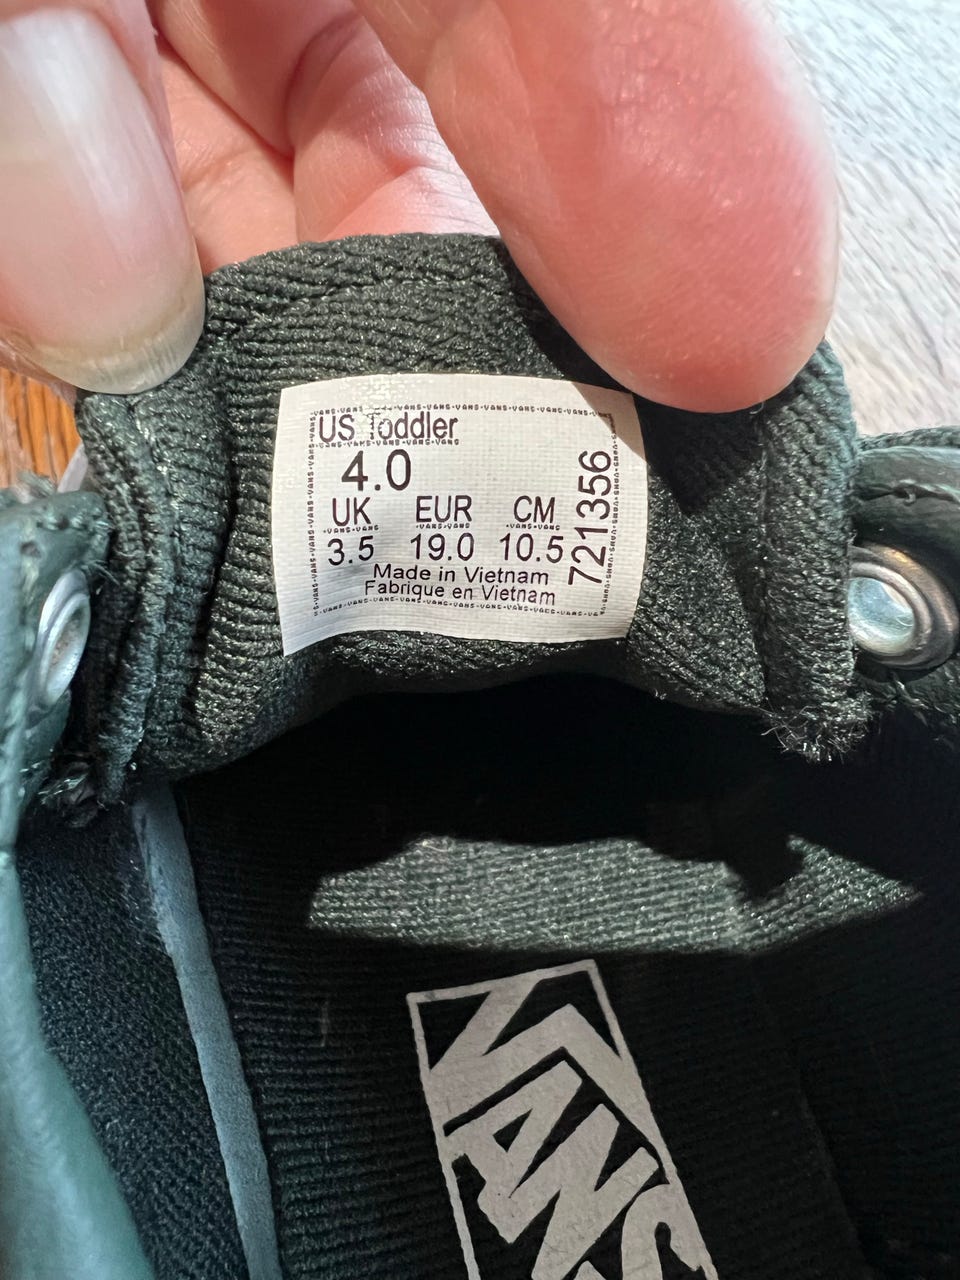 US Toddler
4.0
UK EUR CM
3.5 19.0 10.5
Made in Vietnam
Fabrique en Vietnam
721356
VANS